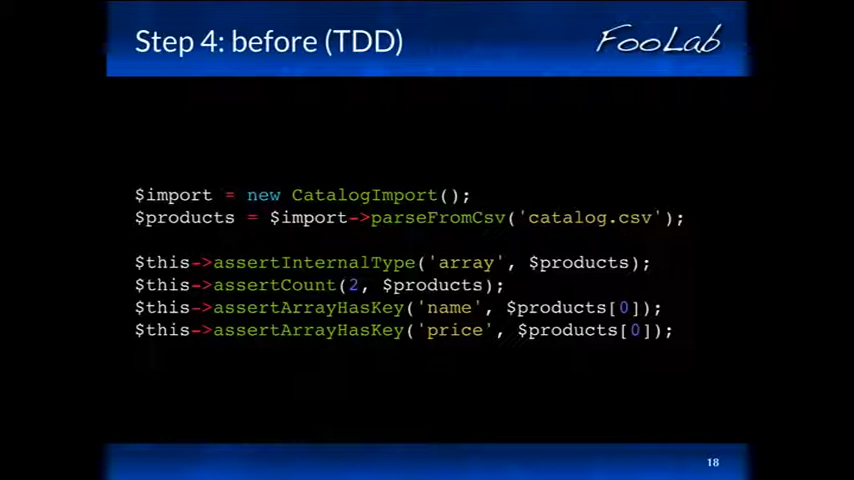 Step 4: before (TDD)
FooLab
$import = new CatalogImport();
$products = $import->parseFromCsv('catalog.csv');
$this->assertInternalType('array', $products);
$this->assertCount(2, $products);
$this->assertArrayHasKey('name', $products[0]);
$this->assertArrayHasKey('price', $products[0]);
18